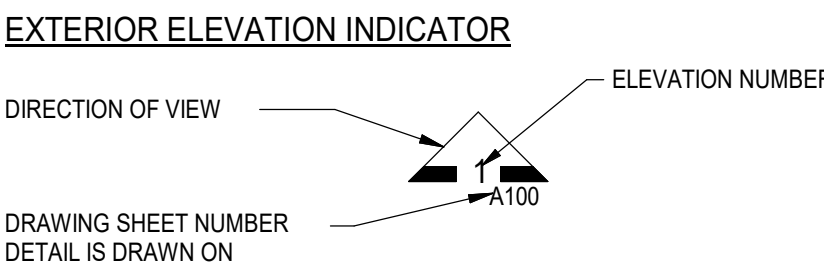 EXTERIOR ELEVATION INDICATOR
ELEVATION NUMBER
DIRECTION OF VIEW
1
A100
DRAWING SHEET NUMBER
DETAIL IS DRAWN ON